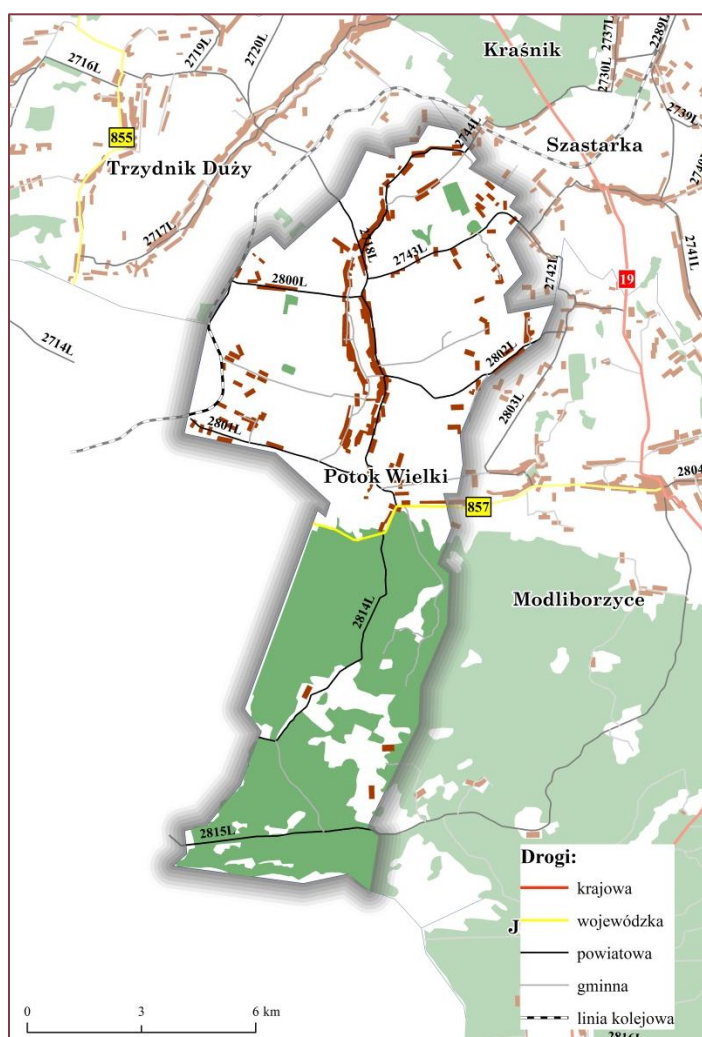 2716L
2719L
2720L
Kraśnik
2737L
2730L
2289L
2739L
855
Trzydnik Duży
2717L
2744L
Szastarka
2718L
2743L
2742L
2741L
19
2800L
2714L
2802L
2803L
2801L
Potok Wielki
857
2804
2814L
Modliborzyce
2815L
Drogi:
krajowa
wojewódzka
powiatowa
gminna
linia kolejowa
J
0
3
6 km